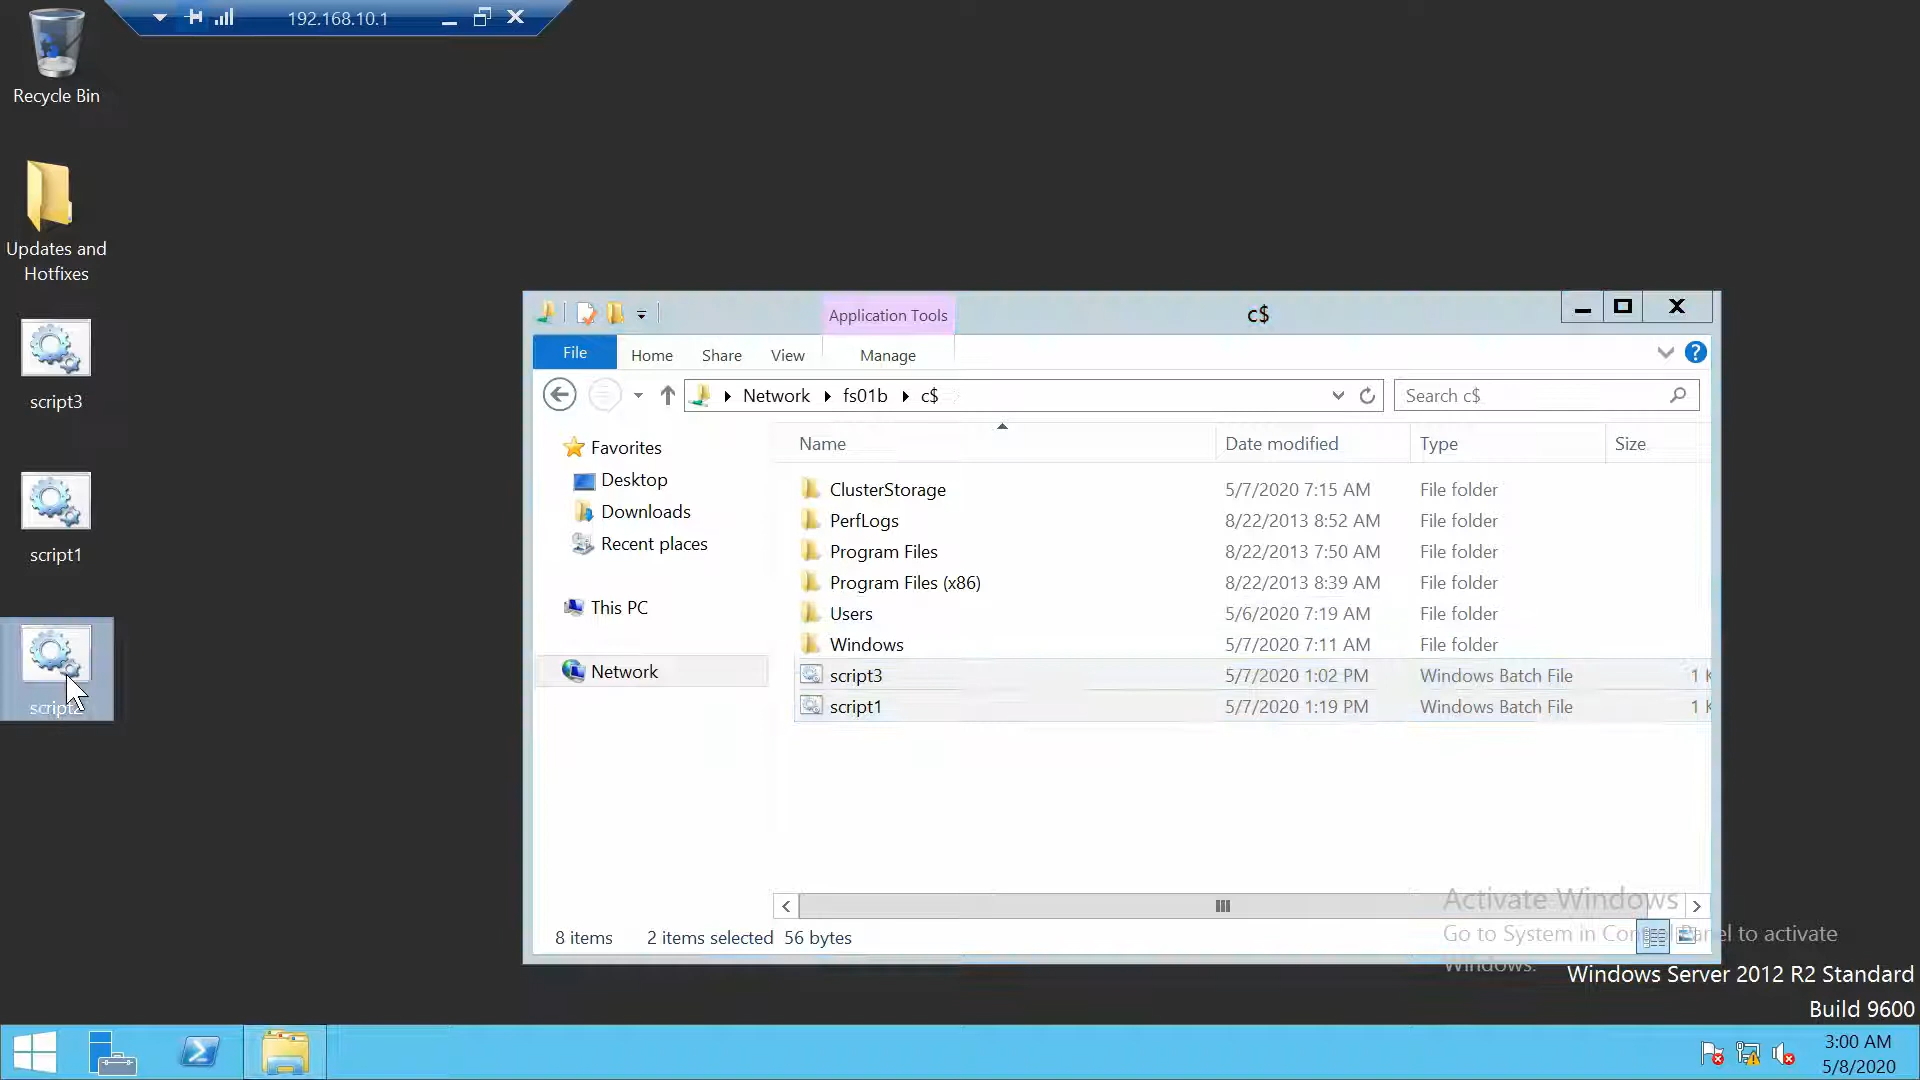 192.168.10.1
Recycle Bin
Updates and
Hotfixes
script3
script1
script2
Application Tools
c$
File
Home
Share
View
Manage
Network
fs01b
c$
Search c$
Favorites
Desktop
Downloads
Recent places
This PC
Network
Name
Date modified
Type
Size
ClusterStorage
5/7/2020 7:15 AM
File folder
PerfLogs
8/22/2013 8:52 AM
File folder
Program Files
8/22/2013 7:50 AM
File folder
Program Files (x86)
8/22/2013 8:39 AM
File folder
Users
5/6/2020 7:19 AM
File folder
Windows
5/7/2020 7:11 AM
File folder
script3
5/7/2020 1:02 PM
Windows Batch File
1 K
script1
5/7/2020 1:19 PM
Windows Batch File
1 K
8 items
2 items selected
56 bytes
Activate Windows
Go to System in Control Panel to activate
Windows.
Windows Server 2012 R2 Standard
Build 9600
3:00 AM
5/8/2020